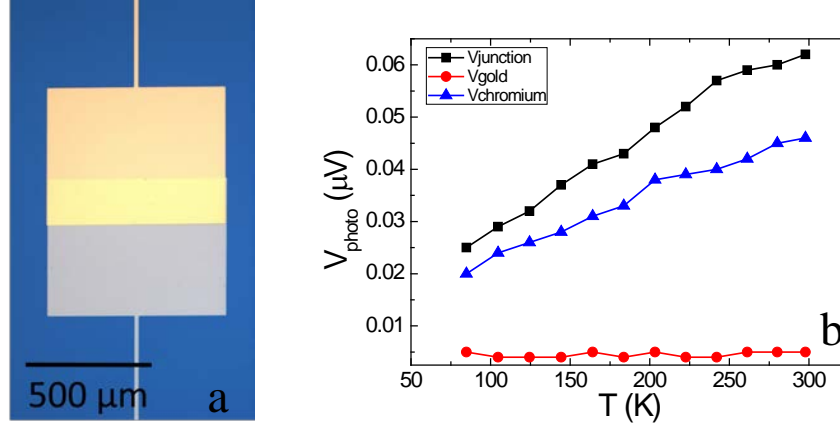 500 μm
a
Vjunction
Vgold
Vchromium
V_photo (μV)
0.06
0.05
0.04
0.03
0.02
0.01
50 100 150 200 250 300
T (K)
b